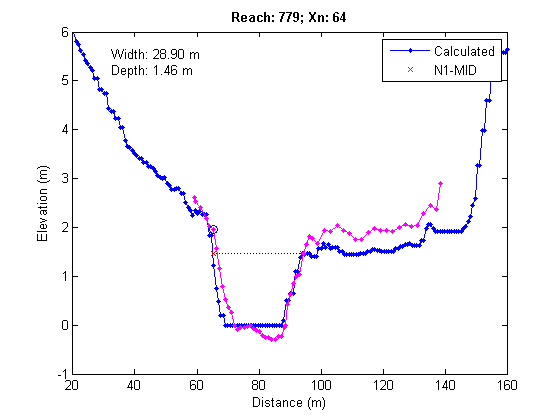 Reach: 779; Xn: 64
Width: 28.90 m
Depth: 1.46 m
Calculated
N1-MID
Elevation (m)
6
5
4
3
2
1
0
-1
20 40 60 80 100 120 140 160
Distance (m)